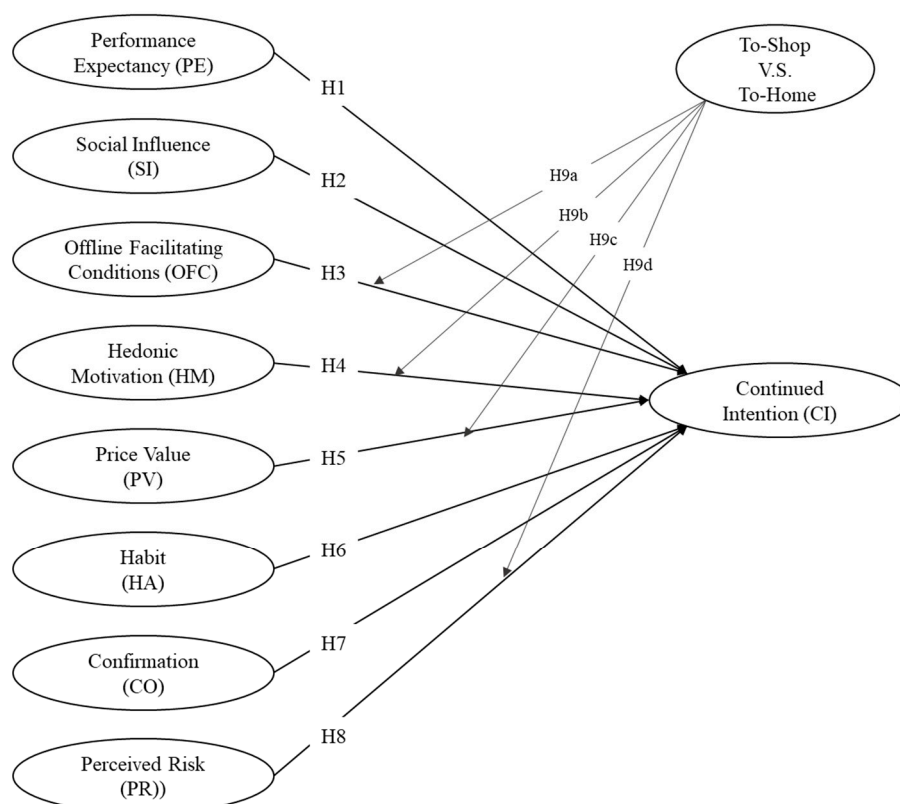 Performance
Expectancy (PE)
To-Shop
V.S.
To-Home
H1
Social Influence
(SI)
H2
H9a
H9b
Offline Facilitating
Conditions (OFC)
H3
H9c
H9d
Hedonic
Motivation (HM)
H4
Continued
Intention (CI)
Price Value
(PV)
H5
Habit
(HA)
H6
Confirmation
(CO)
H7
Perceived Risk
(PR))
H8